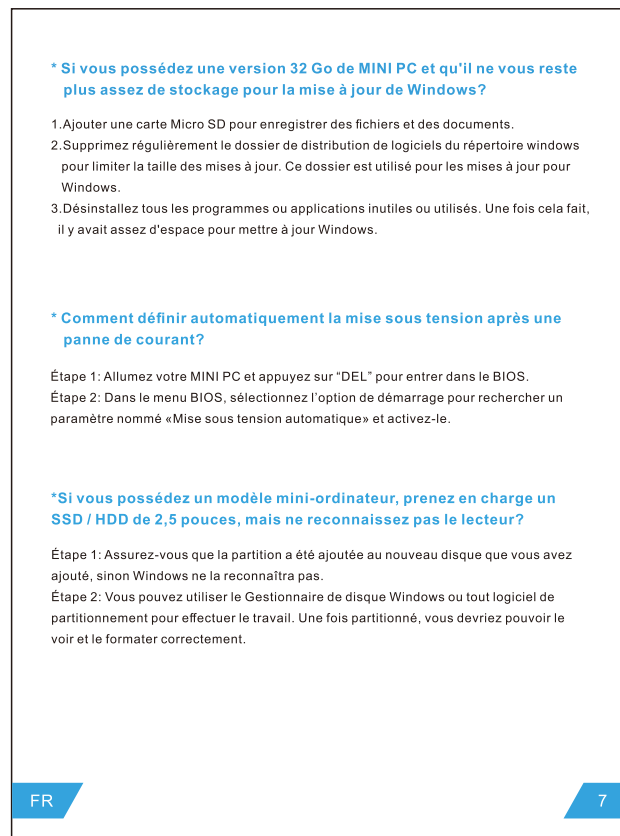 * Si vous possédez une version 32 Go de MINI PC et qu'il ne vous reste
plus assez de stockage pour la mise à jour de Windows?
1.Ajouter une carte Micro SD pour enregistrer des fichiers et des documents.
2.Supprimez régulièrement le dossier de distribution de logiciels du répertoire windows
pour limiter la taille des mises à jour. Ce dossier est utilisé pour les mises à jour pour
Windows.
3.Désinstallez tous les programmes ou applications inutiles ou utilisés. Une fois cela fait,
il y avait assez d'espace pour mettre à jour Windows.
* Comment définir automatiquement la mise sous tension après une
panne de courant?
Étape 1: Allumez votre MINI PC et appuyez sur “DEL” pour entrer dans le BIOS.
Étape 2: Dans le menu BIOS, sélectionnez l’option de démarrage pour rechercher un
paramètre nommé «Mise sous tension automatique» et activez-le.
*Si vous possédez un modèle mini-ordinateur, prenez en charge un
SSD / HDD de 2,5 pouces, mais ne reconnaissez pas le lecteur?
Étape 1: Assurez-vous que la partition a été ajoutée au nouveau disque que vous avez
ajouté, sinon Windows ne la reconnaîtra pas.
Étape 2: Vous pouvez utiliser le Gestionnaire de disque Windows ou tout logiciel de
partitionnement pour effectuer le travail. Une fois partitionné, vous devriez pouvoir le
voir et le formater correctement.
FR
7